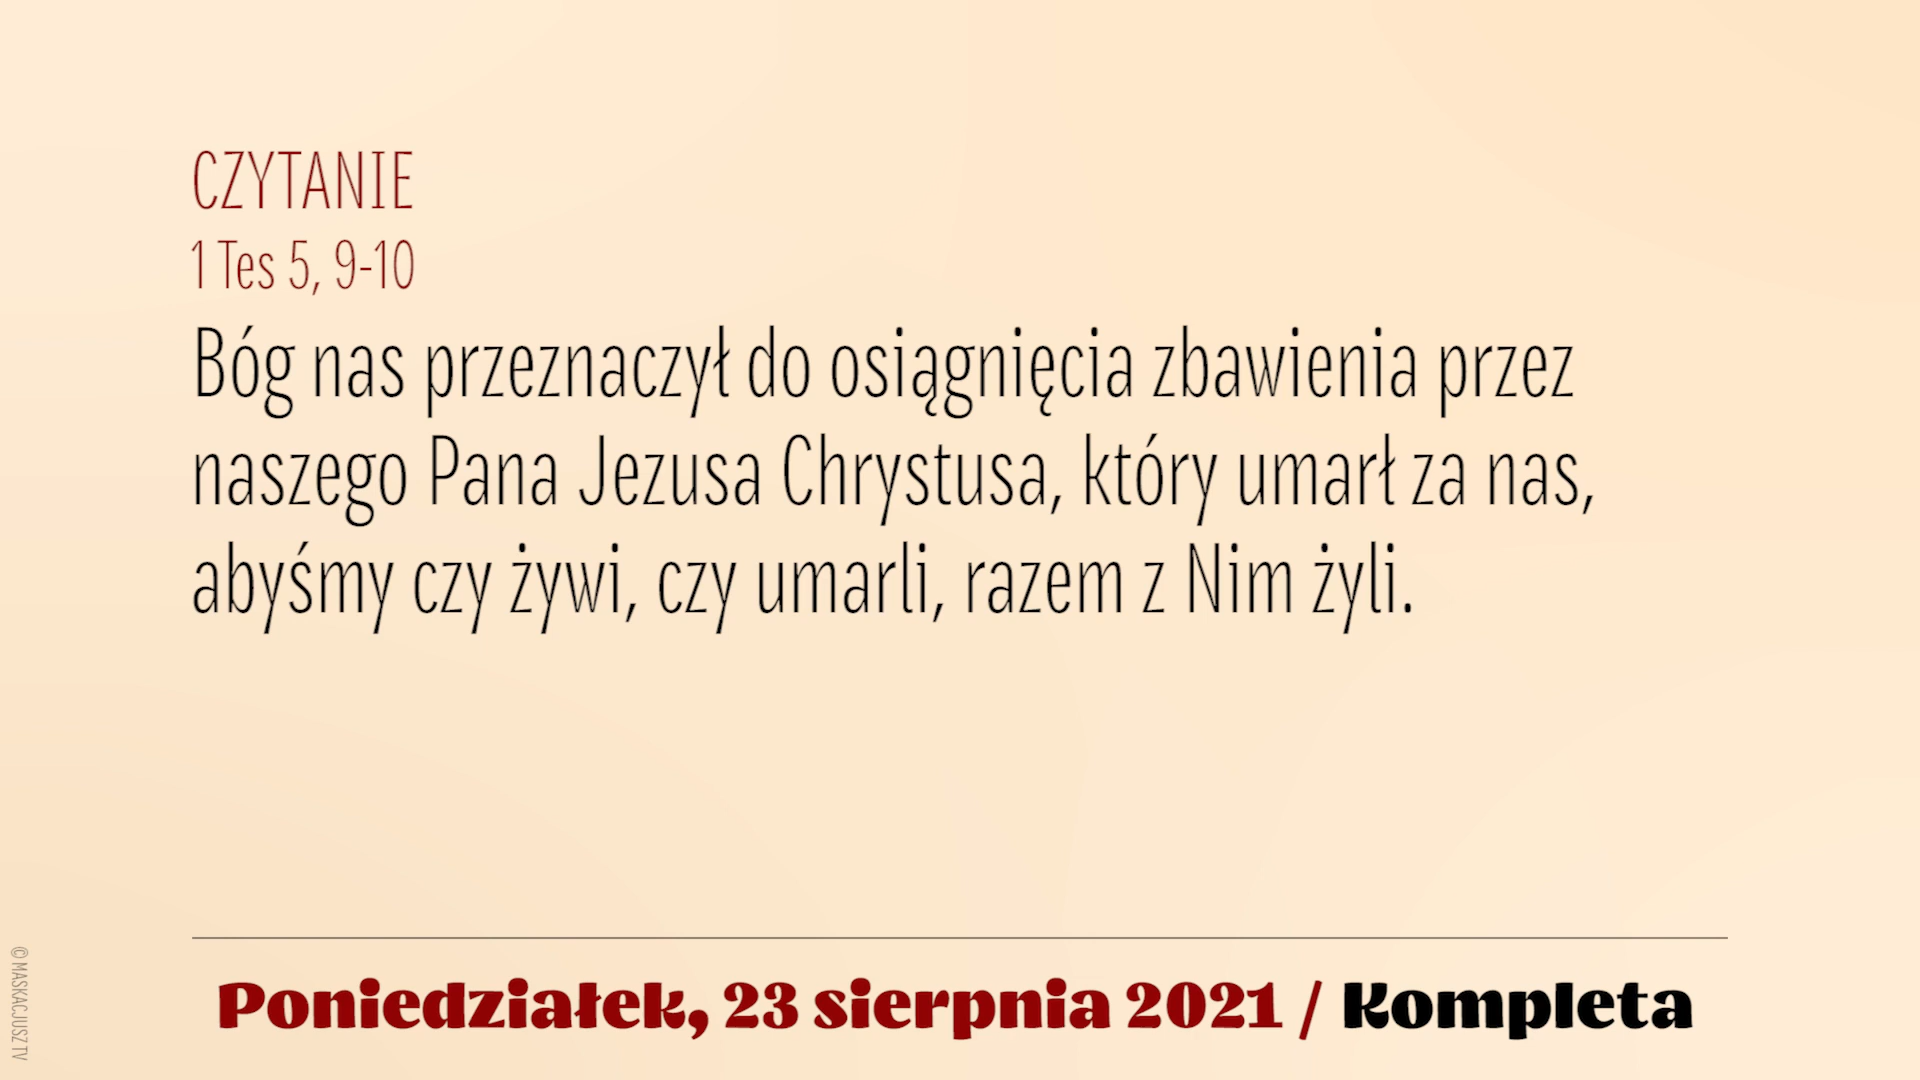 CZYTANIE
1 Tes 5, 9-10
Bóg nas przeznaczył do osiągnięcia zbawienia przez
naszego Pana Jezusa Chrystusa, który umarł za nas,
abyśmy czy żywi, czy umarli, razem z Nim żyli.
Poniedziałek, 23 sierpnia 2021 / Kompleta
© MASKACJUSZ TV